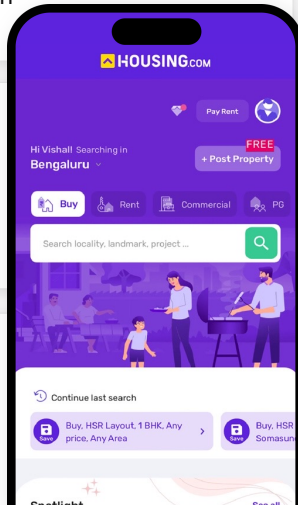 HOUSING.COM
Pay Rent
Hi Vishal! Searching in
Bengaluru
FREE
+ Post Property
Buy
Rent
Commercial
PG
Search locality, landmark, project ...
Continue last search
Save
Buy, HSR Layout, 1 BHK, Any
price, Any Area
Save
Buy, HSR
Somasun
Spotlight
See all